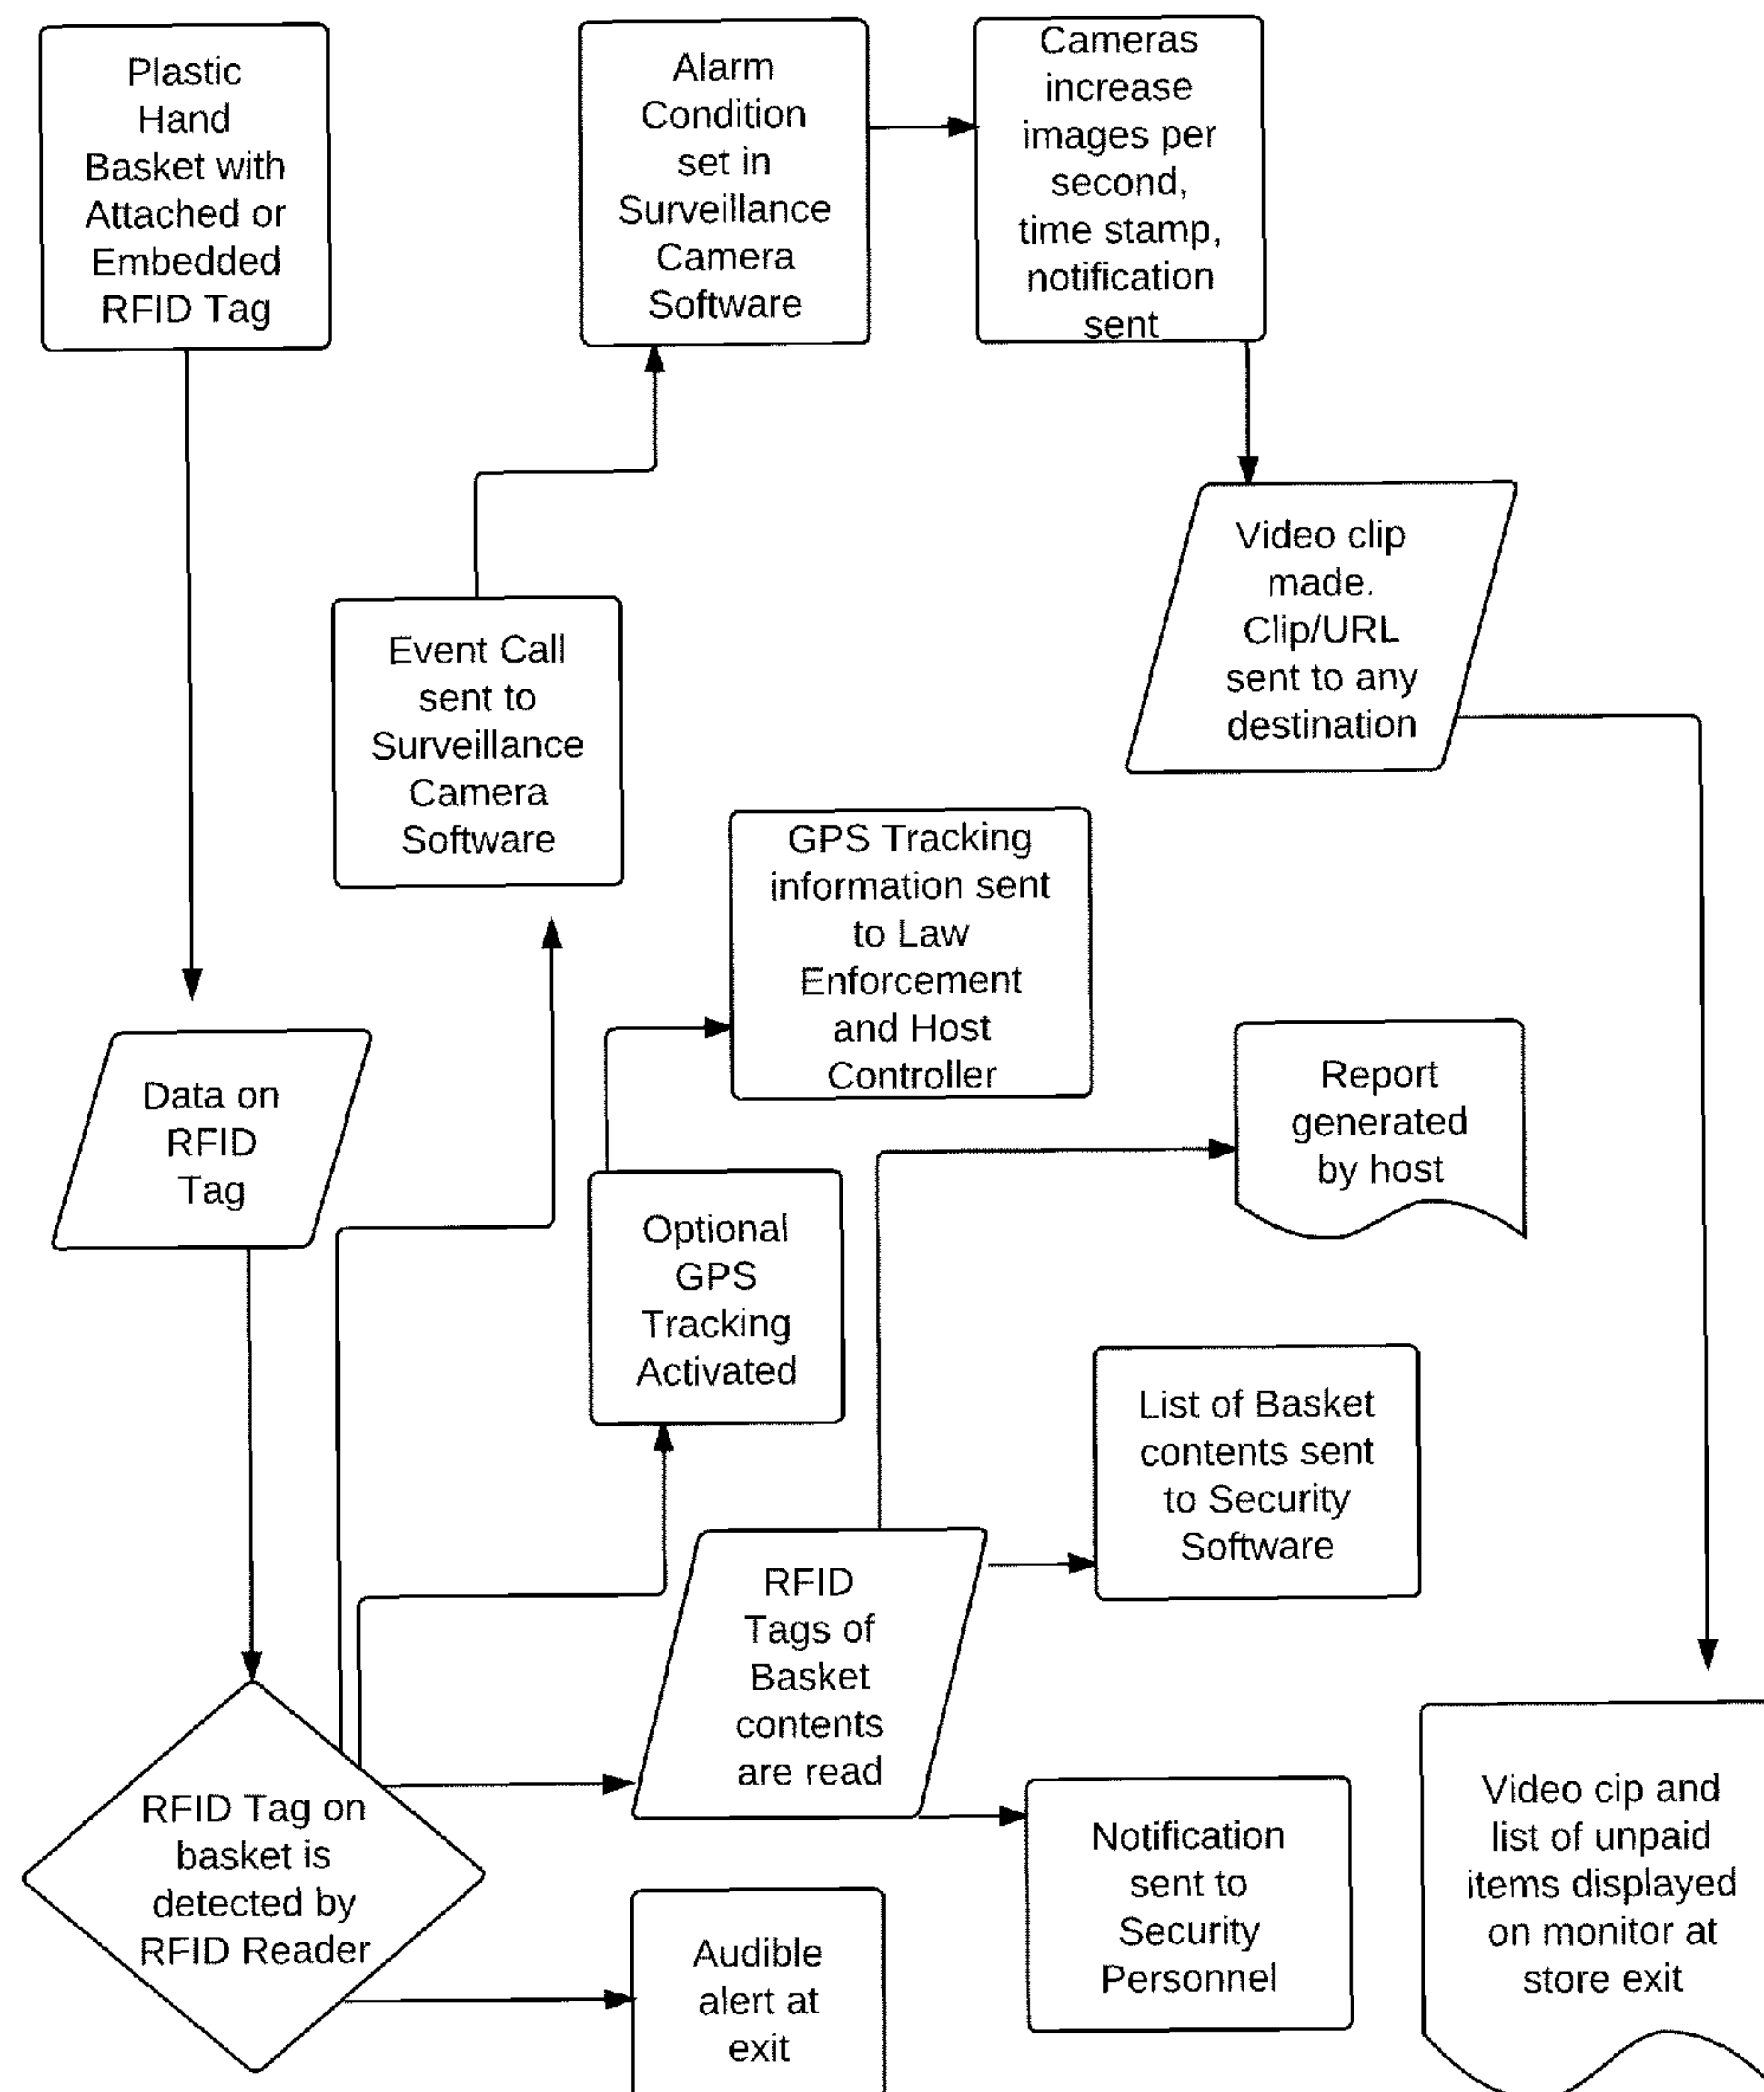 Plastic
Hand
Basket with
Attached or
Embedded
RFID Tag
Alarm
Condition
set in
Surveillance
Camera
Software
Cameras
increase
images per
second,
time stamp,
notification
sent
Video clip
made.
Clip/URL
sent to any
destination
Event Call
sent to
Surveillance
Camera
Software
GPS Tracking
information sent
to Law
Enforcement
and Host
Controller
Data on
RFID
Tag
Report
generated
by host
Optional
GPS
Tracking
Activated
List of Basket
contents sent
to Security
Software
RFID
Tags of
Basket
contents
are read
RFID Tag on
basket is
detected by
RFID Reader
Notification
sent to
Security
Personnel
Video cip and
list of unpaid
items displayed
on monitor at
store exit
Audible
alert at
exit